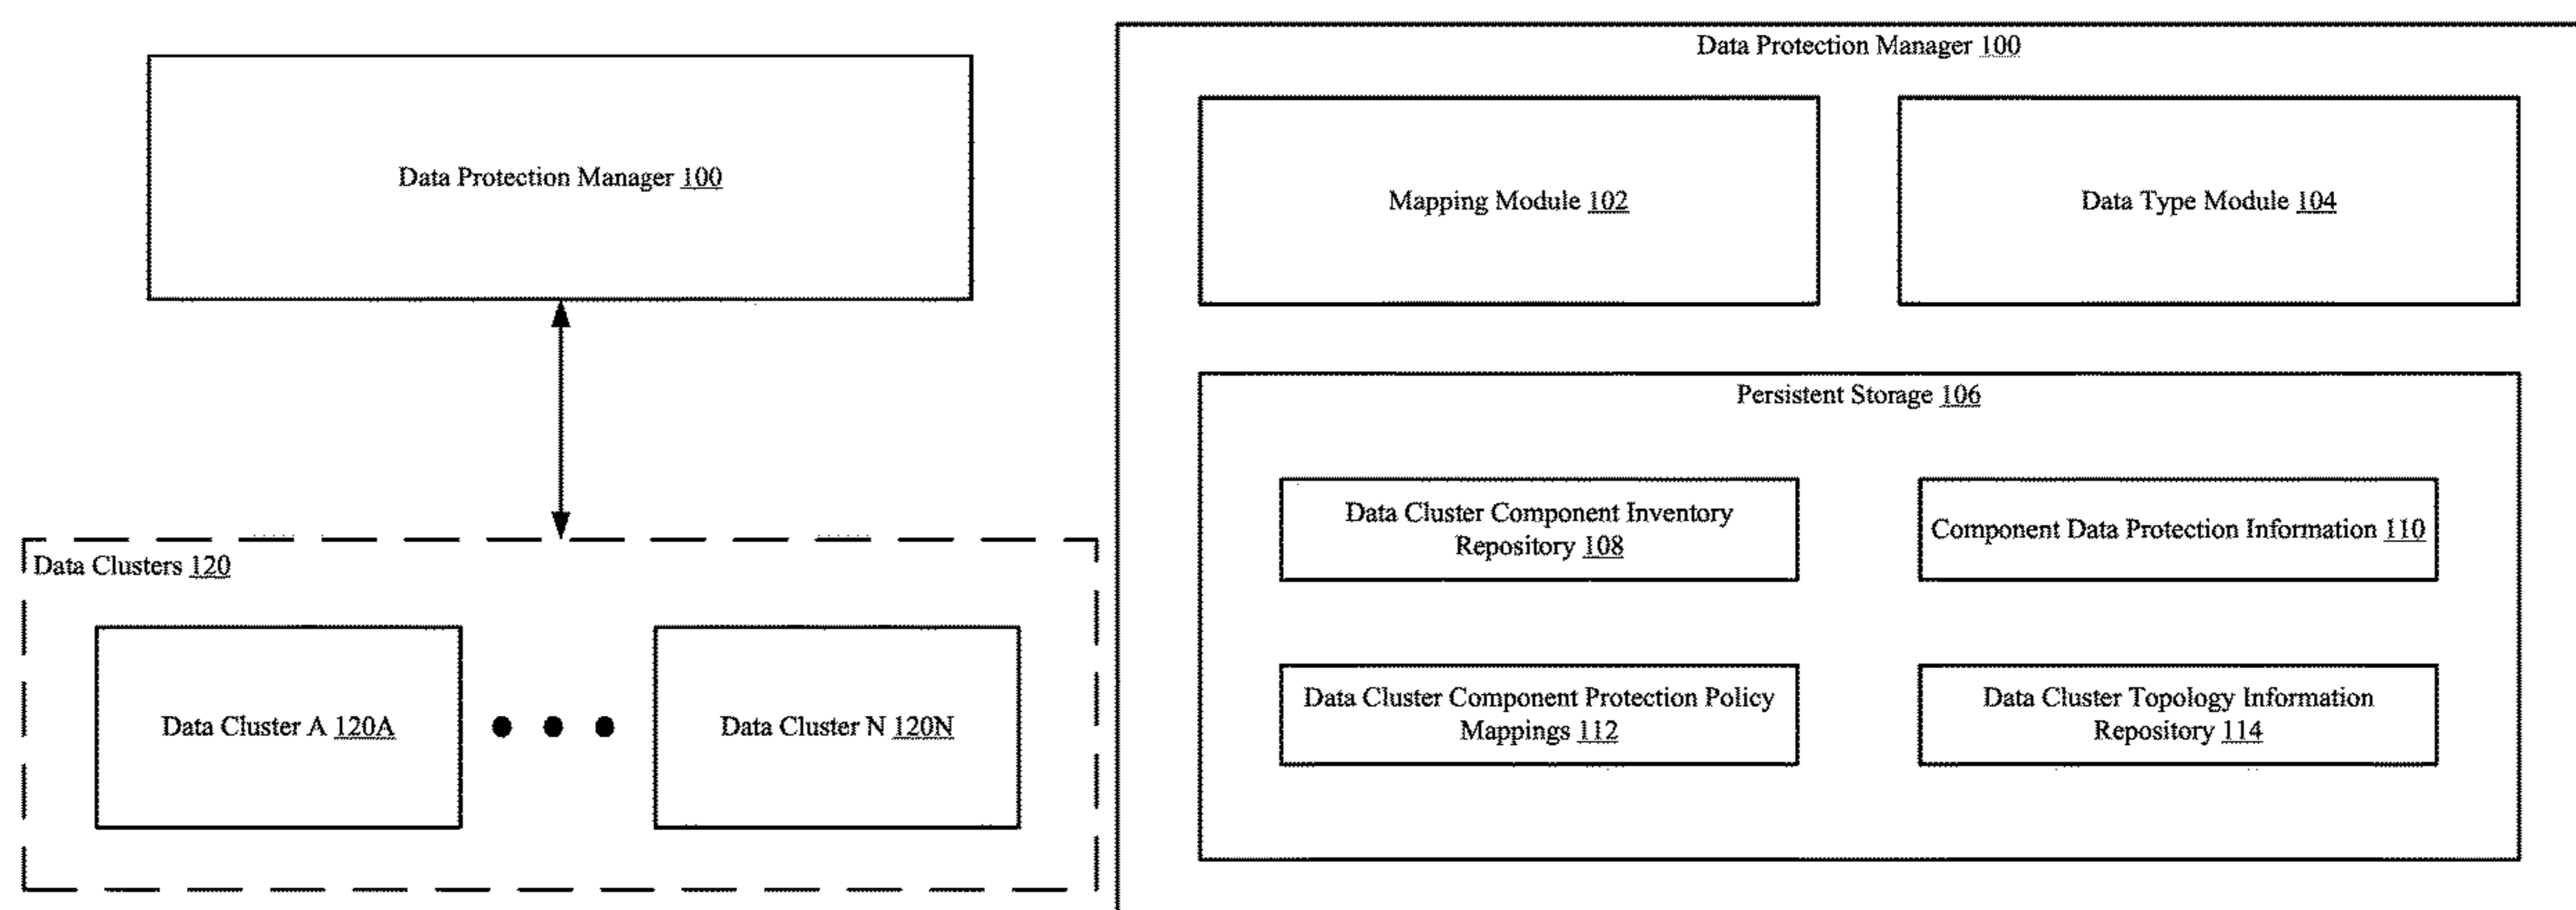 Data Protection Manager 100
Data Clusters 120
Data Cluster A 120A
Data Cluster N 120N
Data Protection Manager 100
Mapping Module 102
Data Type Module 104
Persistent Storage 106
Data Cluster Component Inventory
Repository 108
Component Data Protection Information 110
Data Cluster Component Protection Policy
Mappings 112
Data Cluster Topology Information
Repository 114